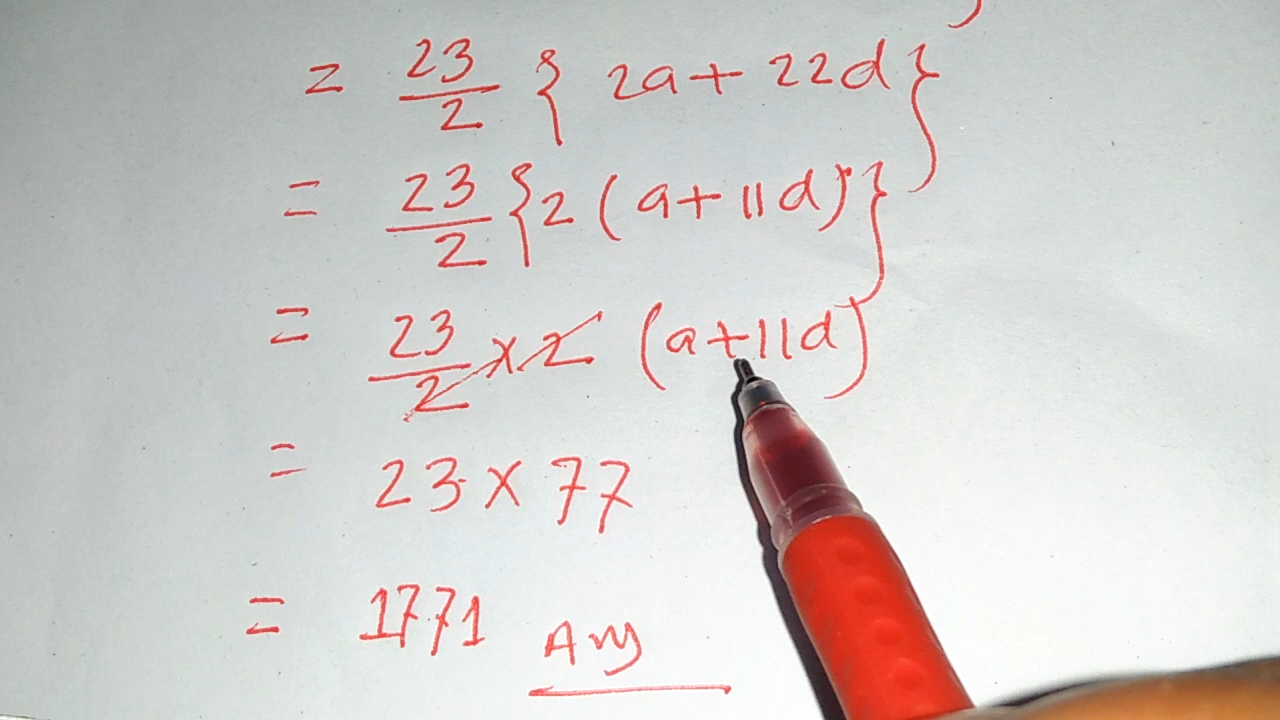 = 23/2 { 2a + 22d }
= 23/2 { 2 ( a + 11d ) }
= 23/2 × 2 ( a + 11d )
= 23 × 77
= 1771 Ans